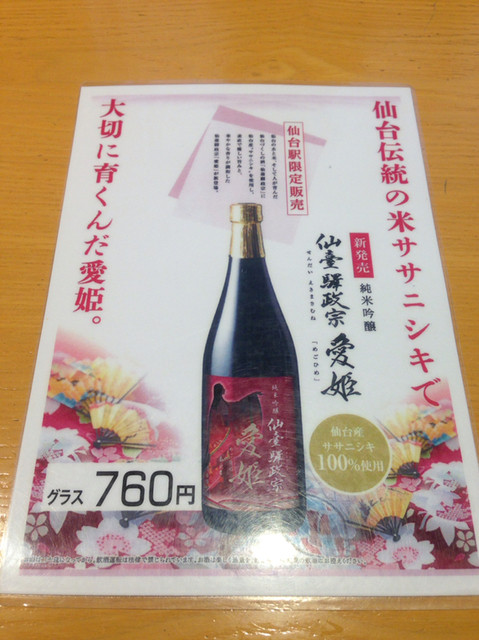 仙台伝統の米ササニシキで
大切に育くんだ愛姫。
仙台駅限定販売
新発売
純米吟醸
仙臺驛政宗 愛姫
せんだい えきまさむね
「めごひめ」
純米吟醸
仙臺驛政宗
愛姫
仙台産
ササニシキ
100%使用
グラス 760円